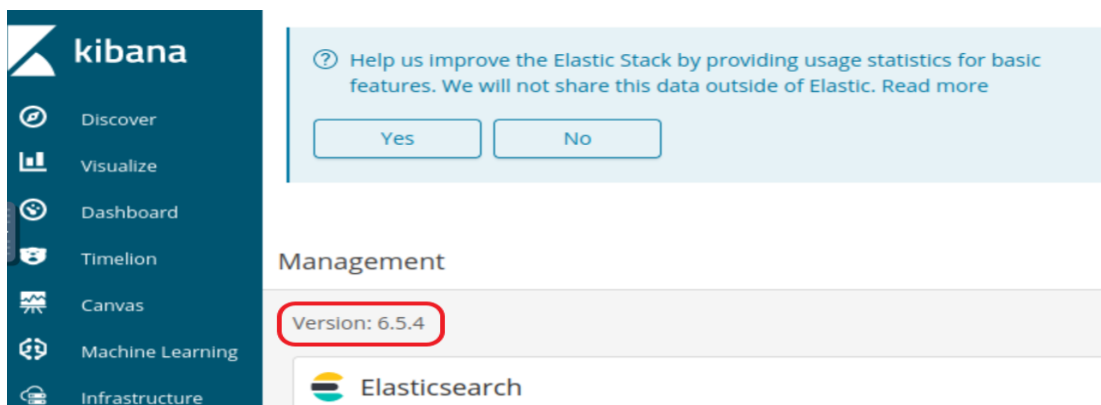 kibana
Discover
Visualize
Dashboard
Timelion
Canvas
Machine Learning
Infrastructure
Help us improve the Elastic Stack by providing usage statistics for basic
features. We will not share this data outside of Elastic. Read more
Yes
No
Management
Version: 6.5.4
Elasticsearch